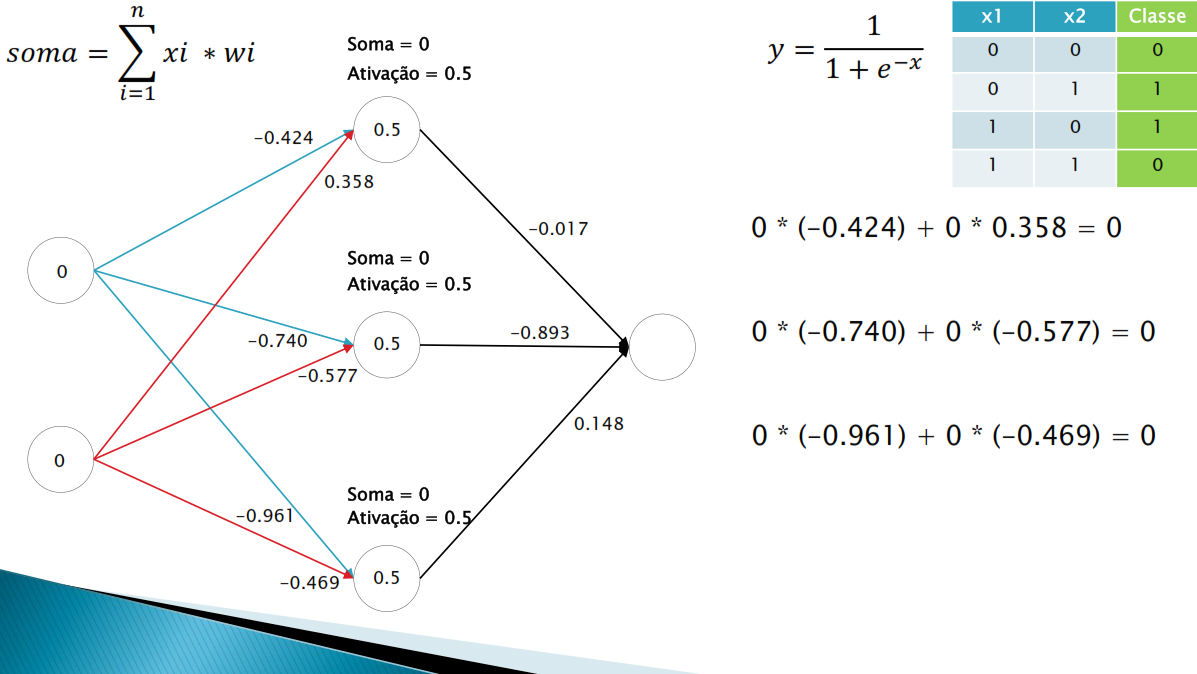 soma = \sum_{i=1}^{n} xi * wi
Soma = 0
Ativação = 0.5
y = \frac{1}{1 + e^{-x}}
x1 x2 Classe
0 0 0
0 1 1
1 0 1
1 1 0
-0.424
0.5
0.358
-0.017
0 * (-0.424) + 0 * 0.358 = 0
Soma = 0
Ativação = 0.5
0
-0.740
0.5
-0.893
-0.577
0 * (-0.740) + 0 * (-0.577) = 0
0.148
0 * (-0.961) + 0 * (-0.469) = 0
0
Soma = 0
Ativação = 0.5
-0.961
0.5
-0.469